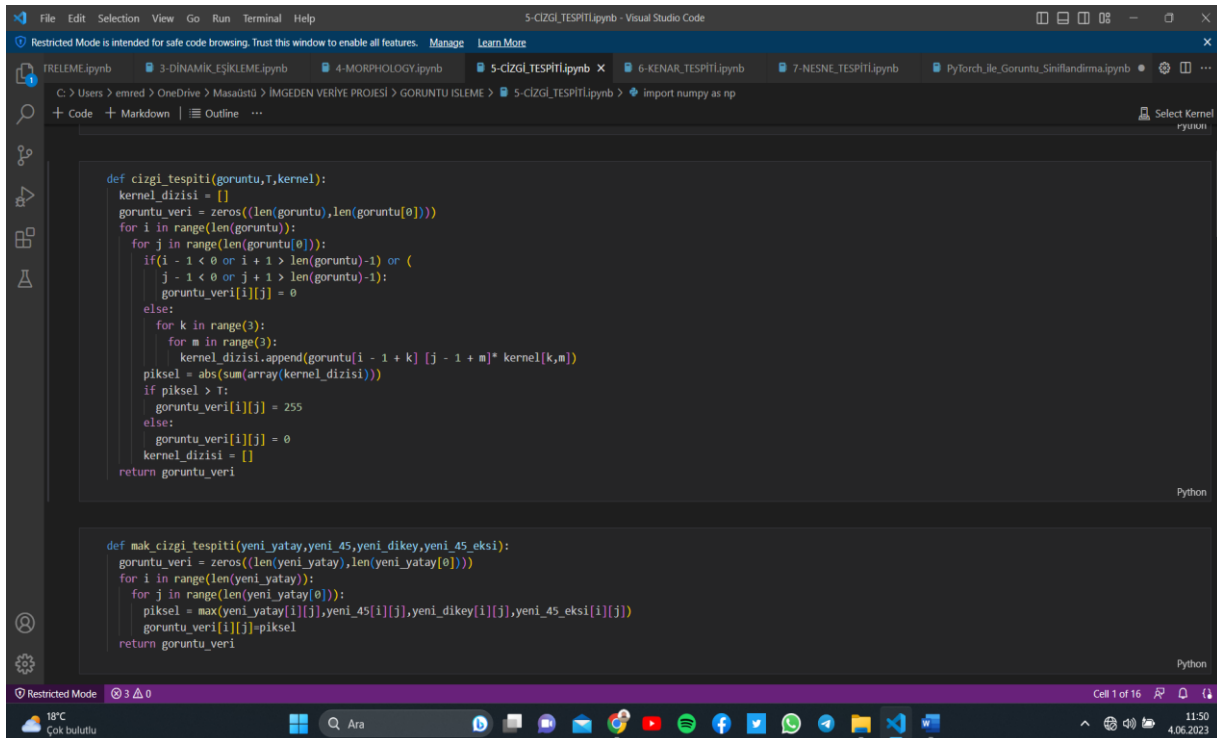 File Edit Selection View Go Run Terminal Help 5-CİZGİ_TESPİTİ.ipynb - Visual Studio Code
Restricted Mode is intended for safe code browsing. Trust this window to enable all features. Manage Learn More
TRELEME.ipynb 3-DİNAMİK_EŞİKLEME.ipynb 4-MORPHOLOGY.ipynb 5-CİZGİ_TESPİTİ.ipynb 6-KENAR_TESPİTİ.ipynb 7-NESNE_TESPİTİ.ipynb PyTorch_ile_Goruntu_Siniflandirma.ipynb
C: > Users > emred > OneDrive > Masaüstü > İMGEDEN VERİYE PROJESİ > GORUNTU ISLEME > 5-CİZGİ_TESPİTİ.ipynb > import numpy as np
+ Code + Markdown | Outline ... Select Kernel
Python
def cizgi_tespiti(goruntu,T,kernel):
kernel_dizisi = []
goruntu_veri = zeros((len(goruntu),len(goruntu[0])))
for i in range(len(goruntu)):
for j in range(len(goruntu[0])):
if(i - 1 < 0 or i + 1 > len(goruntu)-1) or (
j - 1 < 0 or j + 1 > len(goruntu)-1):
goruntu_veri[i][j] = 0
else:
for k in range(3):
for m in range(3):
kernel_dizisi.append(goruntu[i - 1 + k] [j - 1 + m]* kernel[k,m])
piksel = abs(sum(array(kernel_dizisi)))
if piksel > T:
goruntu_veri[i][j] = 255
else:
goruntu_veri[i][j] = 0
kernel_dizisi = []
return goruntu_veri
Python
def mak_cizgi_tespiti(yeni_yatay,yeni_45,yeni_dikey,yeni_45_eksi):
goruntu_veri = zeros((len(yeni_yatay),len(yeni_yatay[0])))
for i in range(len(yeni_yatay)):
for j in range(len(yeni_yatay[0])):
piksel = max(yeni_yatay[i][j],yeni_45[i][j],yeni_dikey[i][j],yeni_45_eksi[i][j])
goruntu_veri[i][j]=piksel
return goruntu_veri
Python
Restricted Mode 3 0 Cell 1 of 16
18°C Ara 11:50
Çok bulutlu 4.06.2023